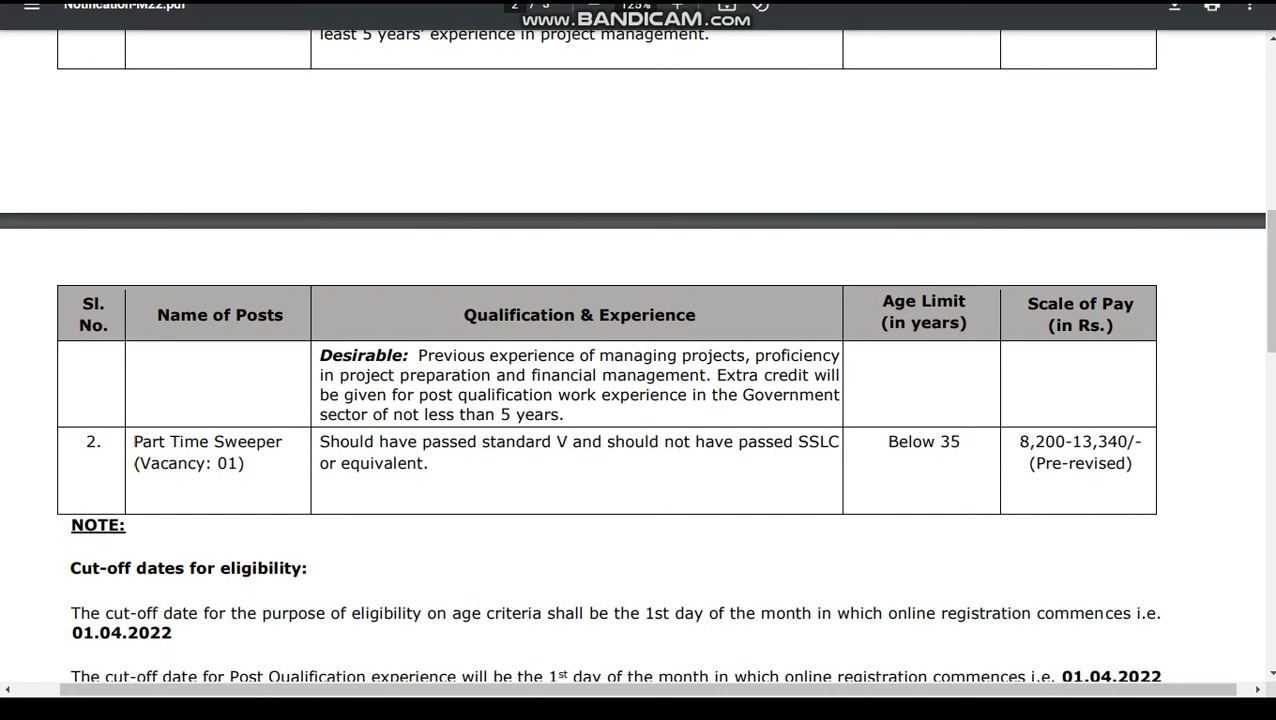 Notification-M22.pdf
2 / 3
125%
www.BANDICAM.com
least 5 years' experience in project management.
Sl. No.
Name of Posts
Qualification & Experience
Age Limit
(in years)
Scale of Pay
(in Rs.)
Desirable: Previous experience of managing projects, proficiency
in project preparation and financial management. Extra credit will
be given for post qualification work experience in the Government
sector of not less than 5 years.
2.
Part Time Sweeper
(Vacancy: 01)
Should have passed standard V and should not have passed SSLC
or equivalent.
Below 35
8,200-13,340/-
(Pre-revised)
NOTE:
Cut-off dates for eligibility:
The cut-off date for the purpose of eligibility on age criteria shall be the 1st day of the month in which online registration commences i.e.
01.04.2022
The cut-off date for Post Qualification experience will be the 1st day of the month in which online registration commences i.e. 01.04.2022